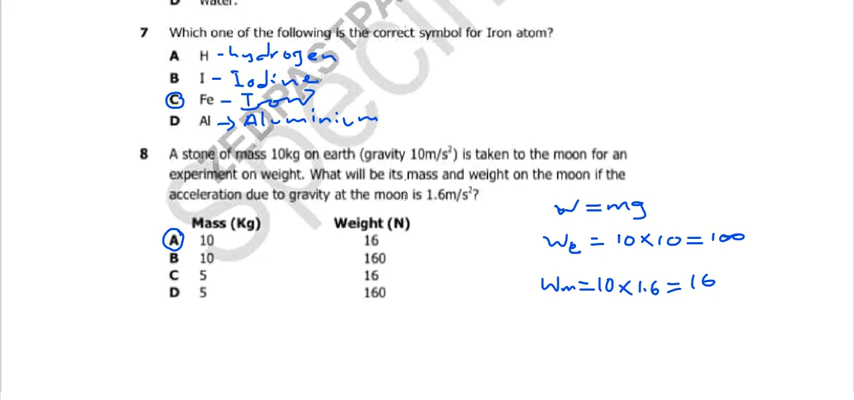 D Water.
7 Which one of the following is the correct symbol for Iron atom?
A H - hydrogen
B I - Iodine
C Fe - Iron
D Al → Aluminium
8 A stone of mass 10kg on earth (gravity 10m/s²) is taken to the moon for an
experiment on weight. What will be its mass and weight on the moon if the
acceleration due to gravity at the moon is 1.6m/s²?
W = mg
Mass (Kg) Weight (N)
A 10 16
We = 10 × 10 = 100
B 10 160
C 5 16
Wm = 10 × 1.6 = 16
D 5 160
ZEDPASTPA
Specim